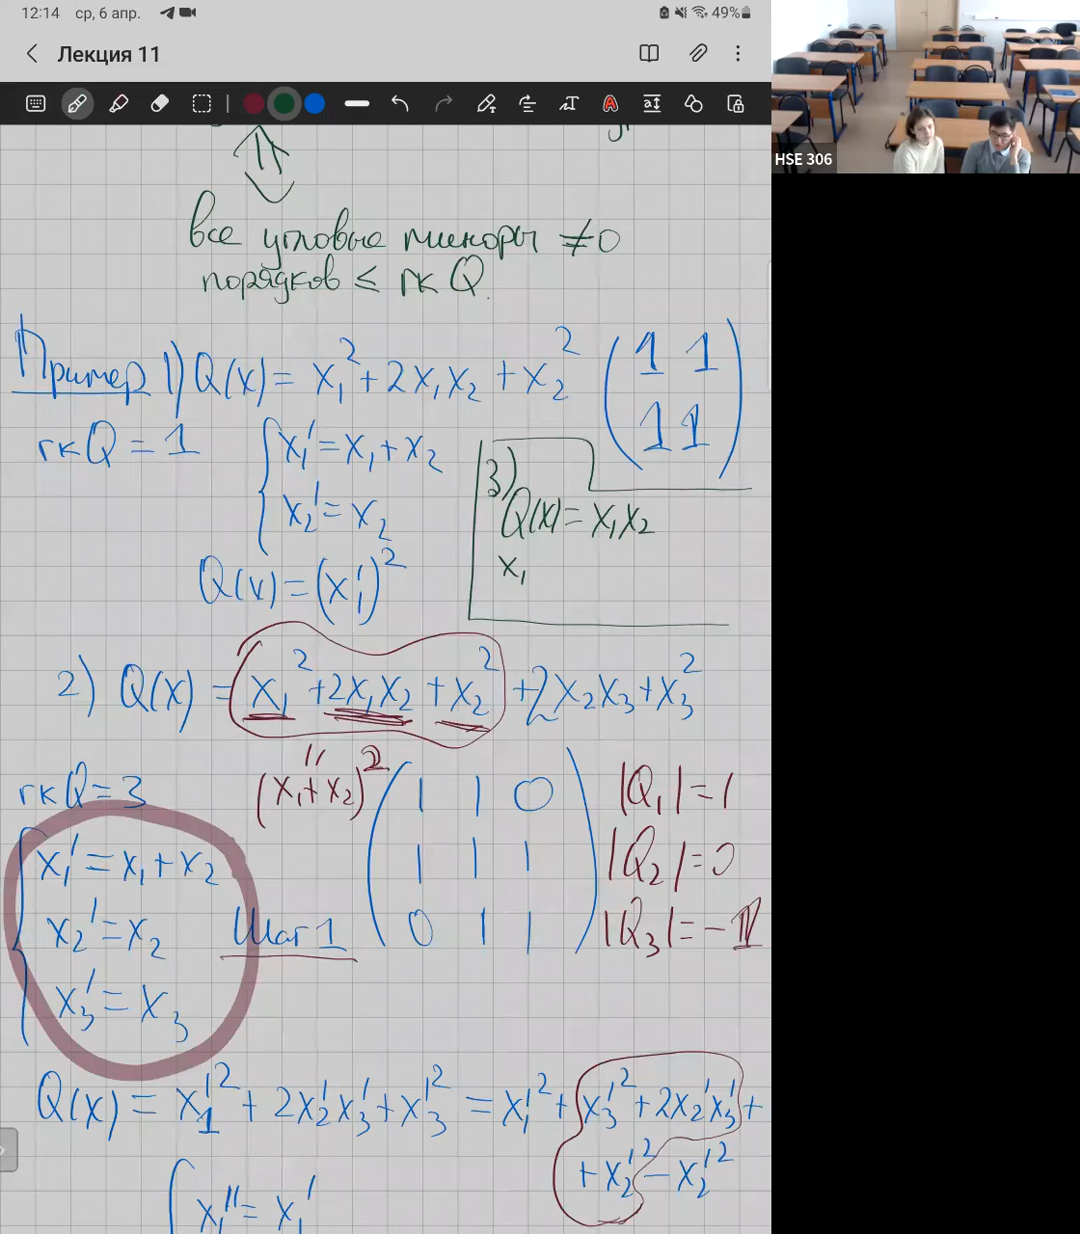 12:14 ср, 6 апр. 49%
Лекция 11
HSE 306
все угловые миноры ≠0
порядков ≤ rk Q.
Пример 1) Q(x) = x₁² + 2x₁x₂ + x₂²
1 1
1 1
rk Q = 1
x₁' = x₁ + x₂
x₂' = x₂
Q(x) = (x₁')²
3)
Q(x) = x₁x₂
x₁
2) Q(x) = x₁² + 2x₁x₂ + x₂² + 2x₂x₃ + x₃²
"
(x₁ + x₂)²
rk Q = 3
1 1 0
1 1 1
0 1 1
|Q₁| = 1
|Q₂| = 0
|Q₃| = -1
x₁' = x₁ + x₂
x₂' = x₂
x₃' = x₃
Шаг 1
Q(x) = x₁'² + 2x₂'x₃' + x₃'² = x₁'² + x₃'² + 2x₂'x₃' +
+ x₂'² - x₂'²
x₁'' = x₁'